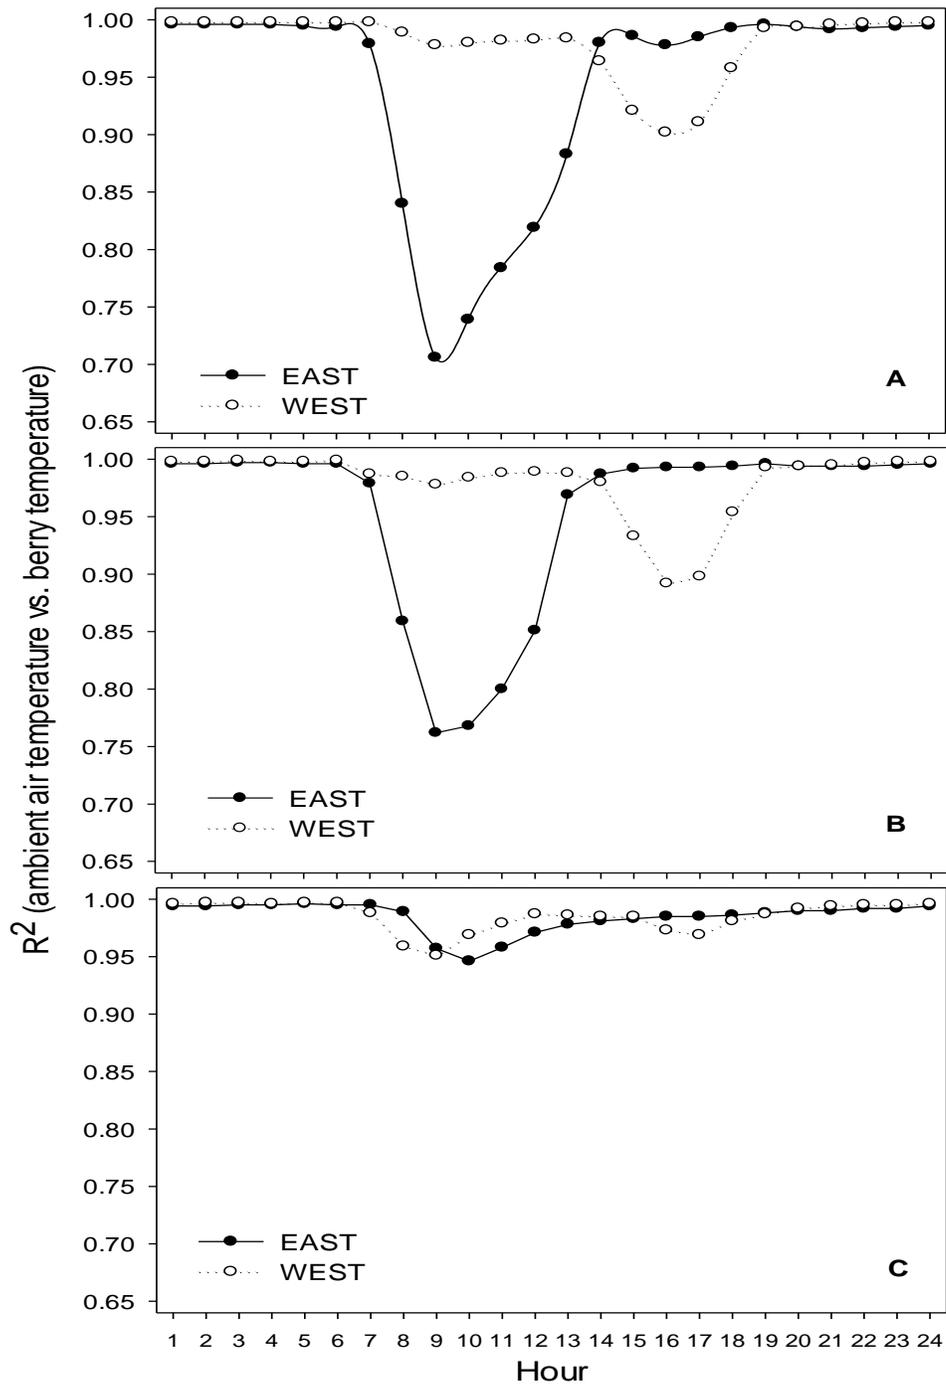 R2 (ambient air temperature vs. berry temperature)
1.00
0.95
0.90
0.85
0.80
0.75
0.70
0.65
EAST
WEST
A
1.00
0.95
0.90
0.85
0.80
0.75
0.70
0.65
EAST
WEST
B
1.00
0.95
0.90
0.85
0.80
0.75
0.70
0.65
EAST
WEST
C
1 2 3 4 5 6 7 8 9 10 11 12 13 14 15 16 17 18 19 20 21 22 23 24
Hour